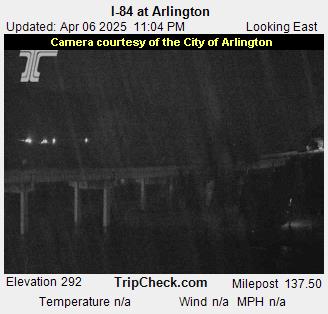 I-84 at Arlington
Updated: Apr 06 2025 11:04 PM Looking East
Camera courtesy of the City of Arlington
Elevation 292 TripCheck.com Milepost 137.50
Temperature n/a Wind n/a MPH n/a